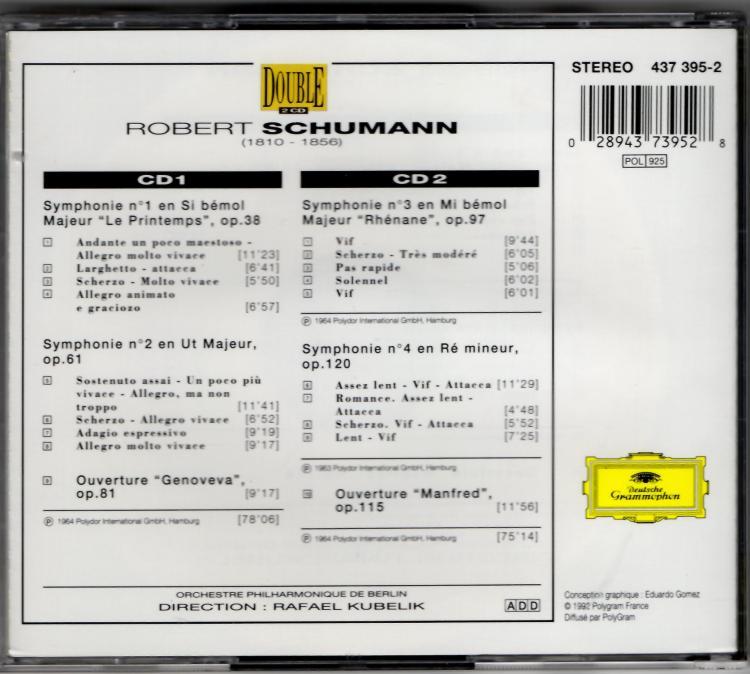 DOUBLE
2 CD
ROBERT SCHUMANN
(1810 - 1856)
STEREO 437 395-2
0 28943 73952 8
POL 925
CD 1
Symphonie n°1 en Si bémol
Majeur "Le Printemps", op.38
1 Andante un poco maestoso -
Allegro molto vivace [11'23]
2 Larghetto - attacca [6'41]
3 Scherzo - Molto vivace [5'50]
4 Allegro animato
e graciozo [6'57]
Symphonie n°2 en Ut Majeur,
op.61
5 Sostenuto assai - Un poco più
vivace - Allegro, ma non
troppo [11'41]
6 Scherzo - Allegro vivace [6'52]
7 Adagio espressivo [9'19]
8 Allegro molto vivace [9'17]
9 Ouverture "Genoveva",
op.81 [9'17]
℗ 1964 Polydor International GmbH, Hamburg [78'06]
CD 2
Symphonie n°3 en Mi bémol
Majeur "Rhénane", op.97
1 Vif [9'44]
2 Scherzo - Très modéré [6'05]
3 Pas rapide [5'06]
4 Solennel [6'02]
5 Vif [6'01]
℗ 1964 Polydor International GmbH, Hamburg
Symphonie n°4 en Ré mineur,
op.120
6 Assez lent - Vif - Attacca [11'29]
7 Romance. Assez lent -
Attacca [4'48]
8 Scherzo. Vif - Attacca [5'52]
9 Lent - Vif [7'25]
℗ 1963 Polydor International GmbH, Hamburg
10 Ouverture "Manfred",
op.115 [11'56]
℗ 1964 Polydor International GmbH, Hamburg [75'14]
ORCHESTRE PHILHARMONIQUE DE BERLIN
DIRECTION : RAFAEL KUBELIK
ADD
Deutsche
Grammophon
Conception graphique : Eduardo Gomez
© 1992 Polygram France
Diffusé par PolyGram